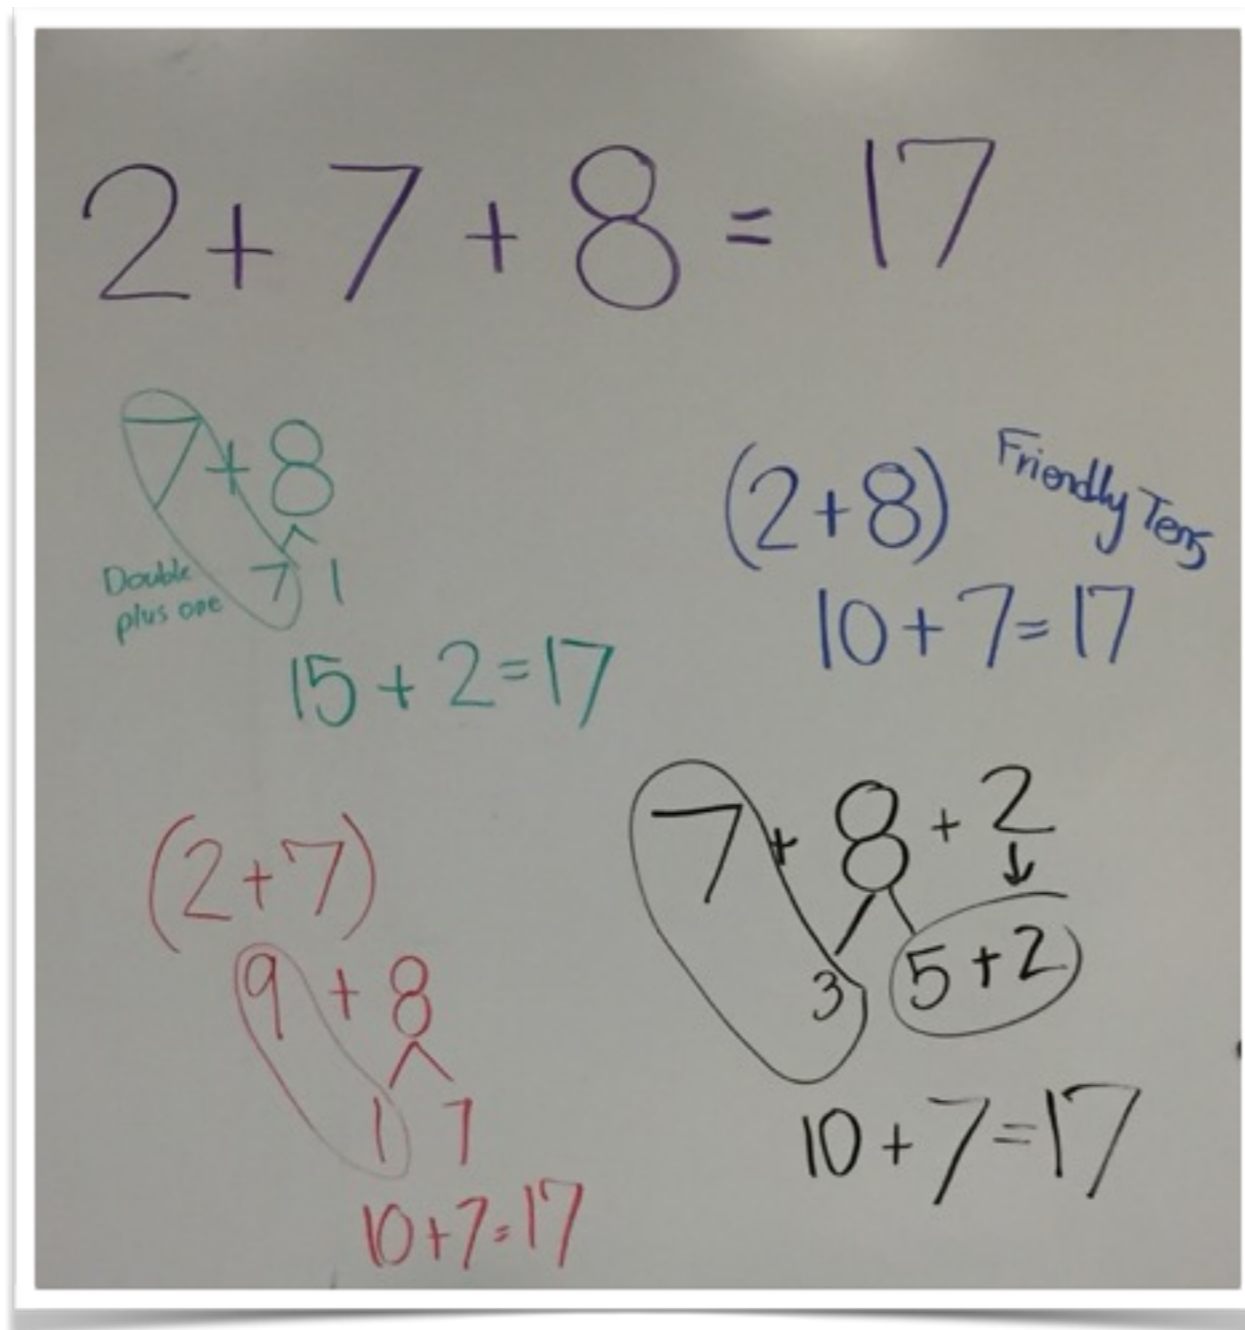 2 + 7 + 8 = 17
7 + 8
7 1
Double
plus one
15 + 2 = 17
(2+8)
Friendly Tens
10 + 7 = 17
(2+7)
9 + 8
1 7
10+7=17
7 + 8 + 2
3 5+2
10 + 7 = 17